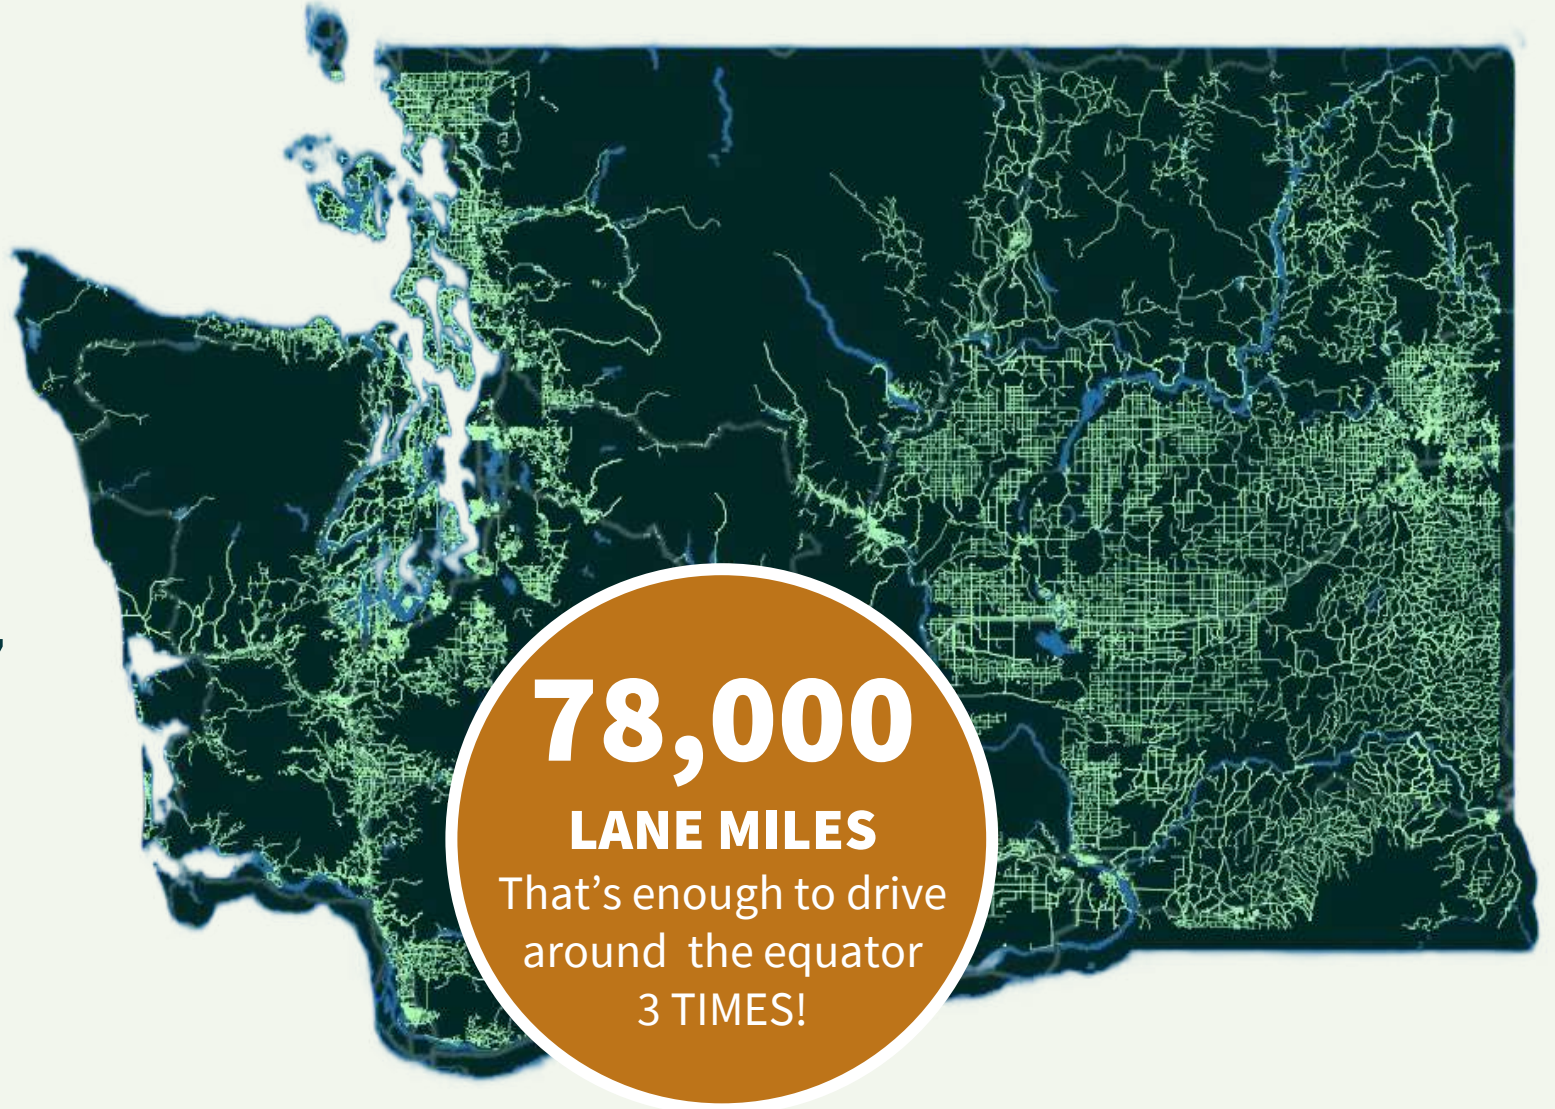 78,000
LANE MILES
That’s enough to drive
around  the equator
3 TIMES!